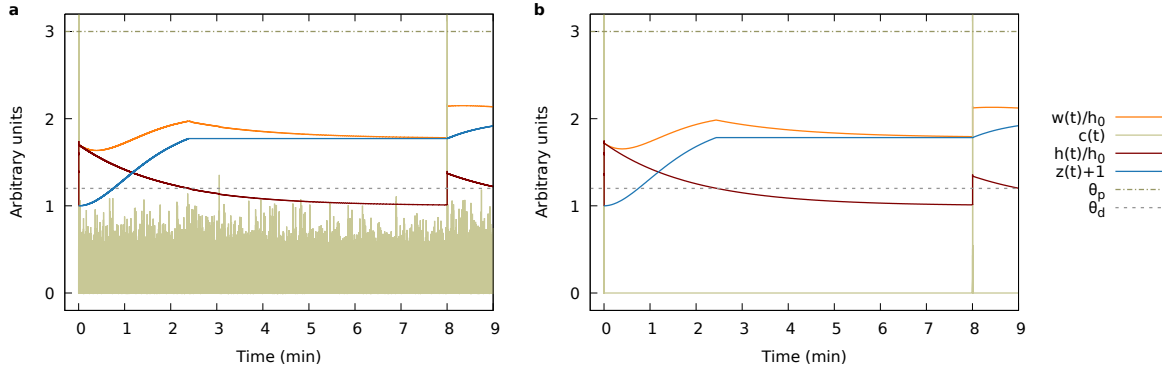 a
b
Arbitrary units
3
2
1
0
0 1 2 3 4 5 6 7 8 9
Time (min)
Arbitrary units
3
2
1
0
0 1 2 3 4 5 6 7 8 9
Time (min)
w(t)/h₀
c(t)
h(t)/h₀
z(t)+1
θₚ
θ_d